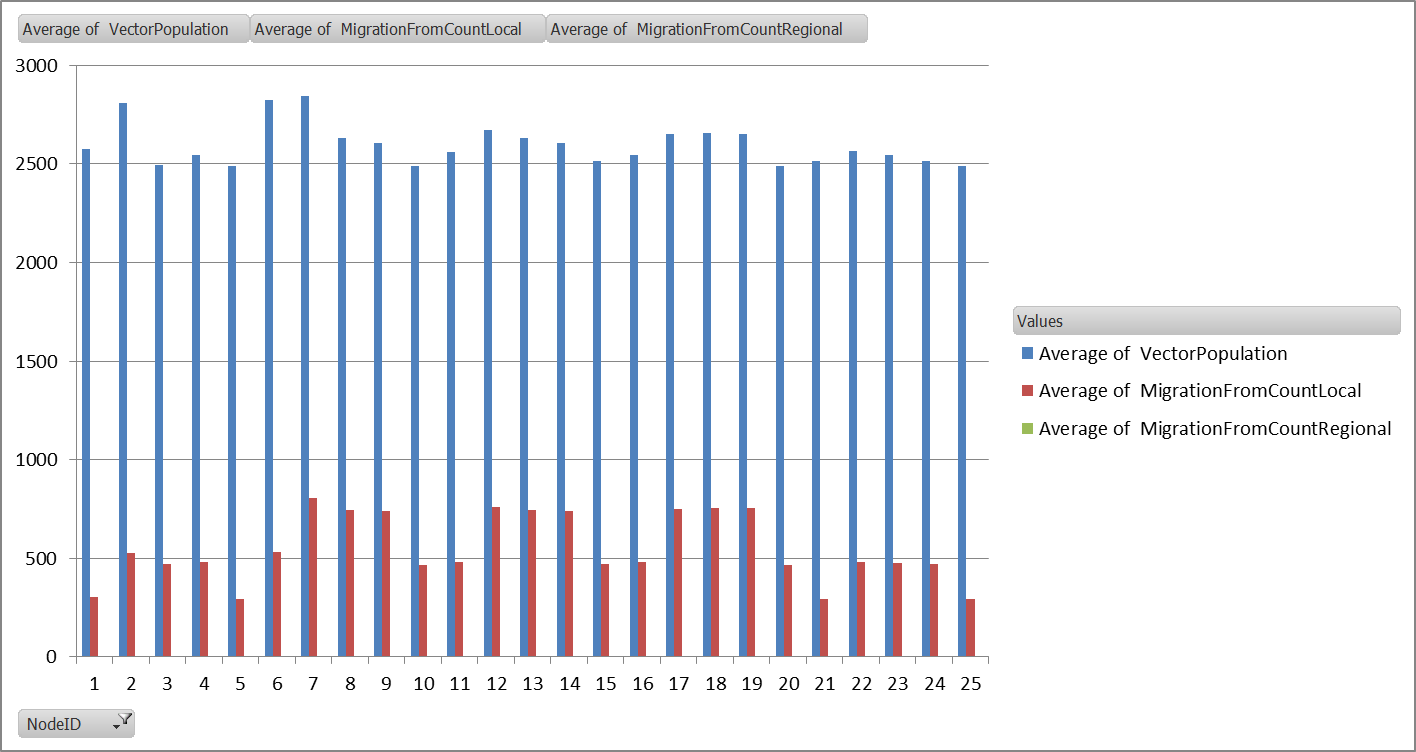 Average of VectorPopulation Average of MigrationFromCountLocal Average of MigrationFromCountRegional
3000
2500
2000
1500
1000
500
0
1 2 3 4 5 6 7 8 9 10 11 12 13 14 15 16 17 18 19 20 21 22 23 24 25
Values
Average of VectorPopulation
Average of MigrationFromCountLocal
Average of MigrationFromCountRegional
NodeID